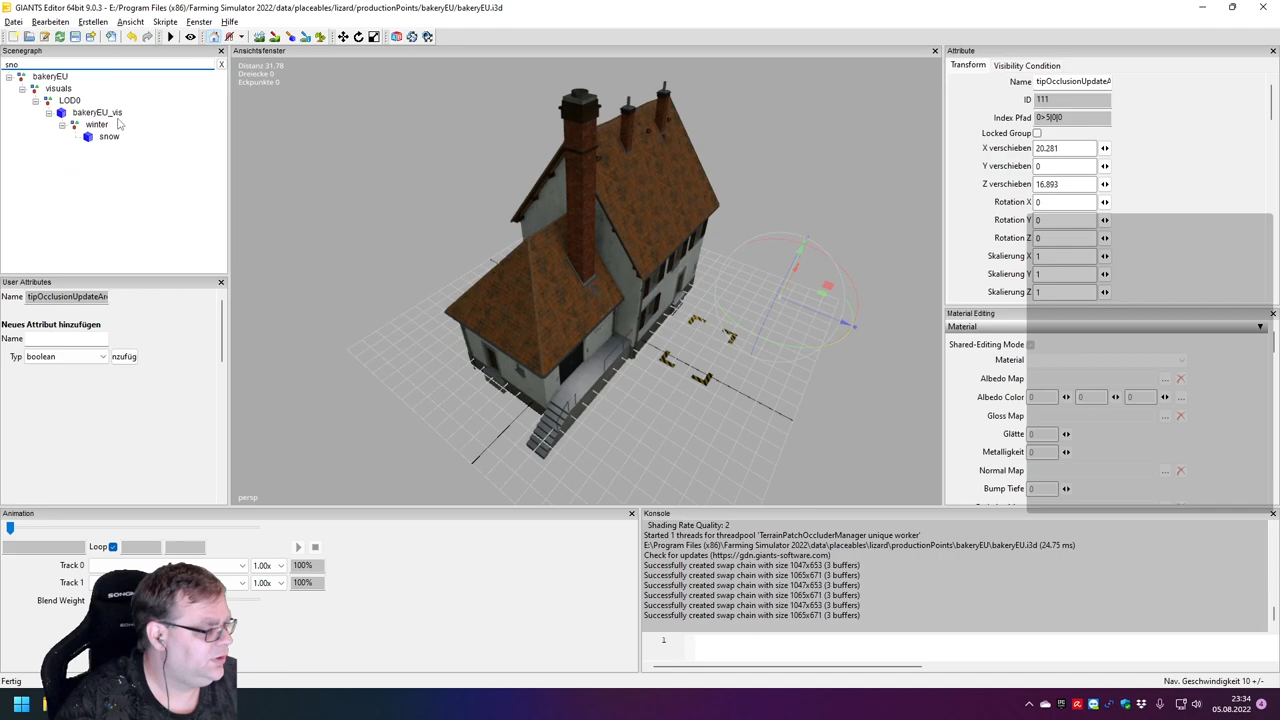 GIANTS Editor 64bit 9.0.3 - E:/Program Files (x86)/Farming Simulator 2022/data/placeables/lizard/productionPoints/bakeryEU/bakeryEU.i3d
Datei Bearbeiten Erstellen Ansicht Skripte Fenster Hilfe
Scenegraph
sno
X
bakeryEU
visuals
LOD0
bakeryEU_vis
winter
snow
User Attributes
Name tipOcclusionUpdateAre
Neues Attribut hinzufügen
Name
Typ boolean nzufüg
Ansichtsfenster
Distanz 31,78
Dreiecke 0
Eckpunkte 0
persp
Attribute
Transform Visibility Condition
Name tipOcclusionUpdateA
ID 111
Index Pfad 0>5|0|0
Locked Group
X verschieben 20.281
Y verschieben 0
Z verschieben 16.893
Rotation X 0
Rotation Y 0
Rotation Z 0
Skalierung X 1
Skalierung Y 1
Skalierung Z 1
Material Editing
Material
Shared-Editing Mode
Material
Albedo Map ...
Albedo Color 0 0 0 ...
Gloss Map ...
Glätte 0
Metalligkeit 0
Normal Map ...
Bump Tiefe 0
Animation
Loop
Track 0 1.00x 100%
Track 1 1.00x 100%
Blend Weight
Konsole
Shading Rate Quality: 2
Started 1 threads for threadpool 'TerrainPatchOccluderManager unique worker'
E:\Program Files (x86)\Farming Simulator 2022\data\placeables\lizard\productionPoints\bakeryEU\bakeryEU.i3d (24.75 ms)
Check for updates (https://gdn.giants-software.com)
Successfully created swap chain with size 1047x653 (3 buffers)
Successfully created swap chain with size 1065x671 (3 buffers)
Successfully created swap chain with size 1047x653 (3 buffers)
Successfully created swap chain with size 1065x671 (3 buffers)
Successfully created swap chain with size 1047x653 (3 buffers)
Successfully created swap chain with size 1065x671 (3 buffers)
1
Fertig
Nav. Geschwindigkeit 10 +/-
23:34
05.08.2022